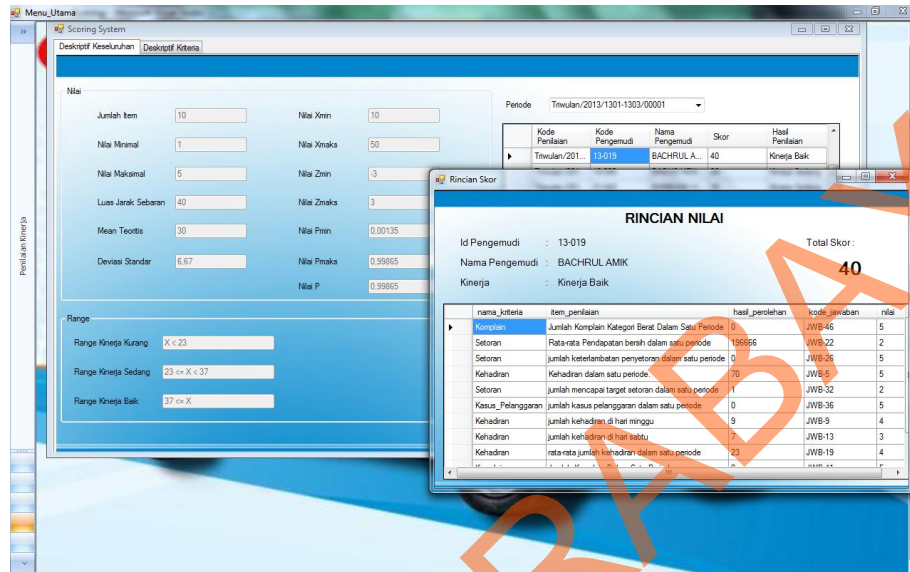 Menu_Utama
Scoring System
Deskriptif Keseluruhan Deskriptif Kriteria
Penilaian Kinerja
Nilai
Jumlah Item 10 Nilai Xmin 10
Nilai Minimal 1 Nilai Xmaks 50
Nilai Maksimal 5 Nilai Zmin -3
Luas Jarak Sebaran 40 Nilai Zmaks 3
Mean Teoritis 30 Nilai Pmin 0,00135
Deviasi Standar 6,67 Nilai Pmaks 0,99865
Nilai P 0,99865
Range
Range Kinerja Kurang X < 23
Range Kinerja Sedang 23 <= X < 37
Range Kinerja Baik 37 <= X
Periode Triwulan/2013/1301-1303/00001
Kode Penilaian Kode Pengemudi Nama Pengemudi Skor Hasil Penilaian
Triwulan/201... 13-019 BACHRUL A... 40 Kinerja Baik
Rincian Skor
RINCIAN NILAI
Id Pengemudi : 13-019 Total Skor :
Nama Pengemudi : BACHRUL AMIK 40
Kinerja : Kinerja Baik
nama_kriteria item_penilaian hasil_perolehan kode_jawaban nilai
Komplain Jumlah Komplain Kategori Berat Dalam Satu Periode 0 JWB-46 5
Setoran Rata-rata Pendapatan bersih dalam satu periode 196666 JWB-22 2
Setoran jumlah keterlambatan penyetoran dalam satu periode 0 JWB-26 5
Kehadiran Kehadiran dalam satu periode. 70 JWB-5 5
Setoran jumlah mencapai target setoran dalam satu periode 1 JWB-32 2
Kasus_Pelanggaran jumlah kasus pelanggaran dalam satu periode 0 JWB-36 5
Kehadiran jumlah kehadiran di hari minggu 9 JWB-9 4
Kehadiran jumlah kehadiran di hari sabtu 7 JWB-13 3
Kehadiran rata-rata jumlah kehadiran dalam satu periode 23 JWB-19 4
RABAYA